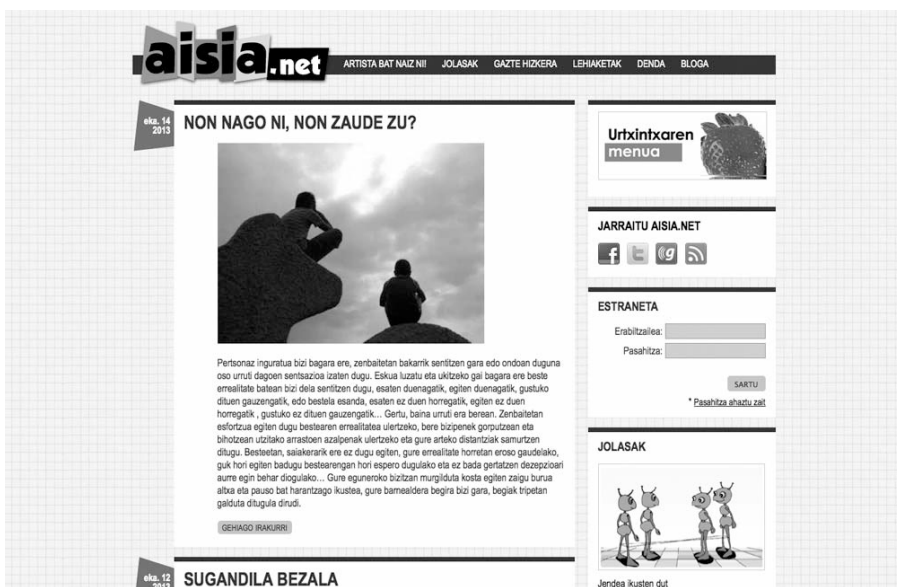 aisia.net
ARTISTA BAT NAIZ NI! JOLASAK GAZTE HIZKERA LEHIAKETAK DENDA BLOGA
eka. 14
2013
NON NAGO NI, NON ZAUDE ZU?
Pertsonaz inguratua bizi bagara ere, zenbaitetan bakarrik sentitzen gara edo ondoan duguna
oso urruti dagoen sentsazioa izaten dugu. Eskua luzatu eta ukitzeko gai bagara ere beste
errealitate batean bizi dela sentitzen dugu, esaten duenagatik, egiten duenagatik, gustuko
dituen gauzengatik, edo bestela esanda, esaten ez duen horregatik, egiten ez duen
horregatik , gustuko ez dituen gauzengatik… Gertu, baina urruti era berean. Zenbaitetan
esfortzua egiten dugu bestearen errealitatea ulertzeko, bere bizipenek gorputzean eta
bihotzean utzitako arrastoen azalpenak ulertzeko eta gure arteko distantziak samurtzen
ditugu. Besteetan, saiakerarik ere ez dugu egiten, gure errealitate horretan eroso gaudelako,
guk hori egiten badugu bestearengan hori espero dugulako eta ez bada gertatzen dezepzioari
aurre egin behar diogulako… Gure eguneroko bizitzan murgilduta kosta egiten zaigu burua
altxa eta pauso bat harantzago ikustea, gure barnealdera begira bizi gara, begiak tripetan
galduta ditugula dirudi.
GEHIAGO IRAKURRI
eka. 12
2013
SUGANDILA BEZALA
Urtxintxaren
menua
JARRAITU AISIA.NET
ESTRANETA
Erabiltzailea:
Pasahitza:
SARTU
* Pasahitza ahaztu zait
JOLASAK
Jendea ikusten dut